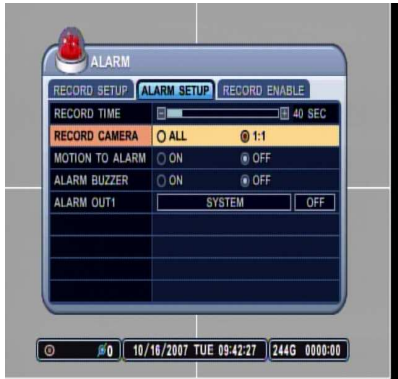 ALARM
RECORD SETUP ALARM SETUP RECORD ENABLE
RECORD TIME 40 SEC
RECORD CAMERA ALL 1:1
MOTION TO ALARM ON OFF
ALARM BUZZER ON OFF
ALARM OUT1 SYSTEM OFF
0 10/16/2007 TUE 09:42:27 244G 0000:00